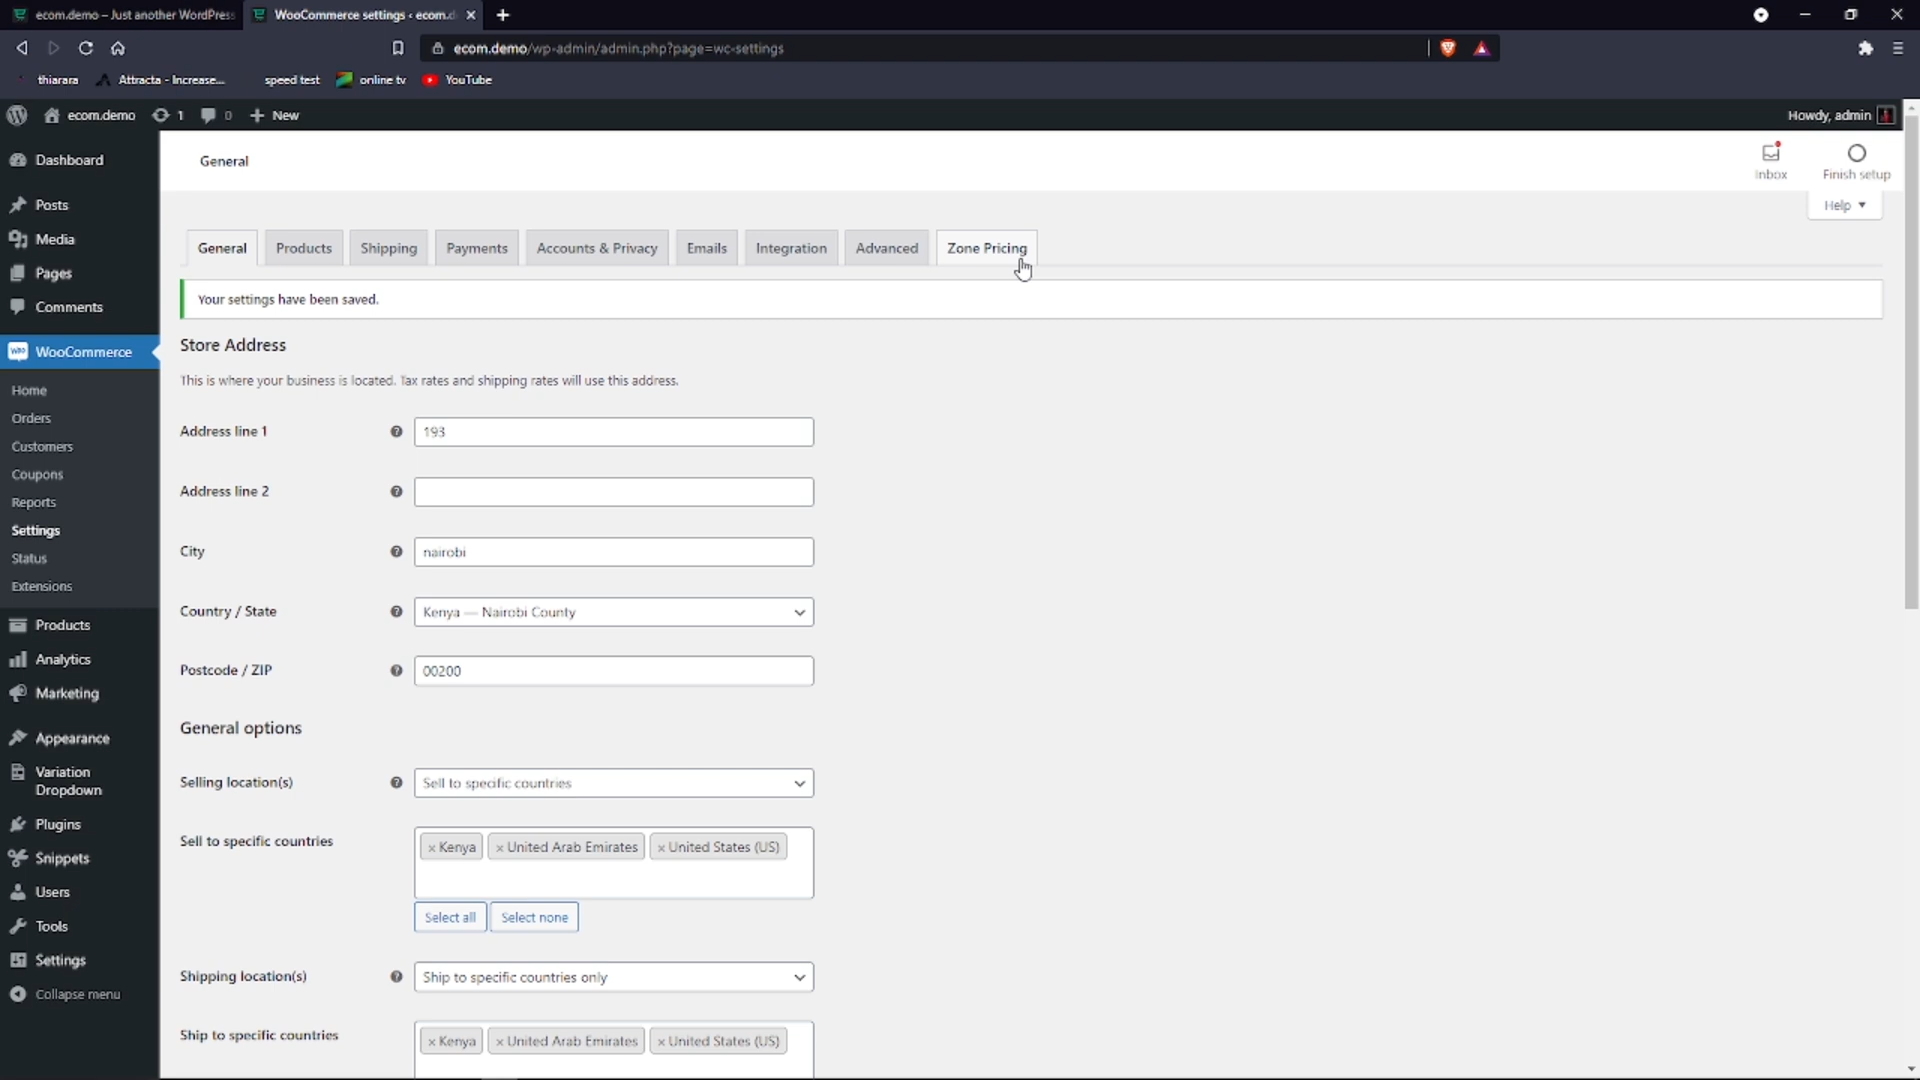 ecom.demo – Just another WordPress
WooCommerce settings ‹ ecom.d
ecom.demo/wp-admin/admin.php?page=wc-settings
thiarara
Attracta - Increase...
speed test
online tv
YouTube
ecom.demo
1
0
New
Howdy, admin
Dashboard
Posts
Media
Pages
Comments
WooCommerce
Home
Orders
Customers
Coupons
Reports
Settings
Status
Extensions
Products
Analytics
Marketing
Appearance
Variation
Dropdown
Plugins
Snippets
Users
Tools
Settings
Collapse menu
General
Inbox
Finish setup
Help
General
Products
Shipping
Payments
Accounts & Privacy
Emails
Integration
Advanced
Zone Pricing
Your settings have been saved.
Store Address
This is where your business is located. Tax rates and shipping rates will use this address.
Address line 1
193
Address line 2
City
nairobi
Country / State
Kenya — Nairobi County
Postcode / ZIP
00200
General options
Selling location(s)
Sell to specific countries
Sell to specific countries
× Kenya × United Arab Emirates × United States (US)
Select all
Select none
Shipping location(s)
Ship to specific countries only
Ship to specific countries
× Kenya × United Arab Emirates × United States (US)